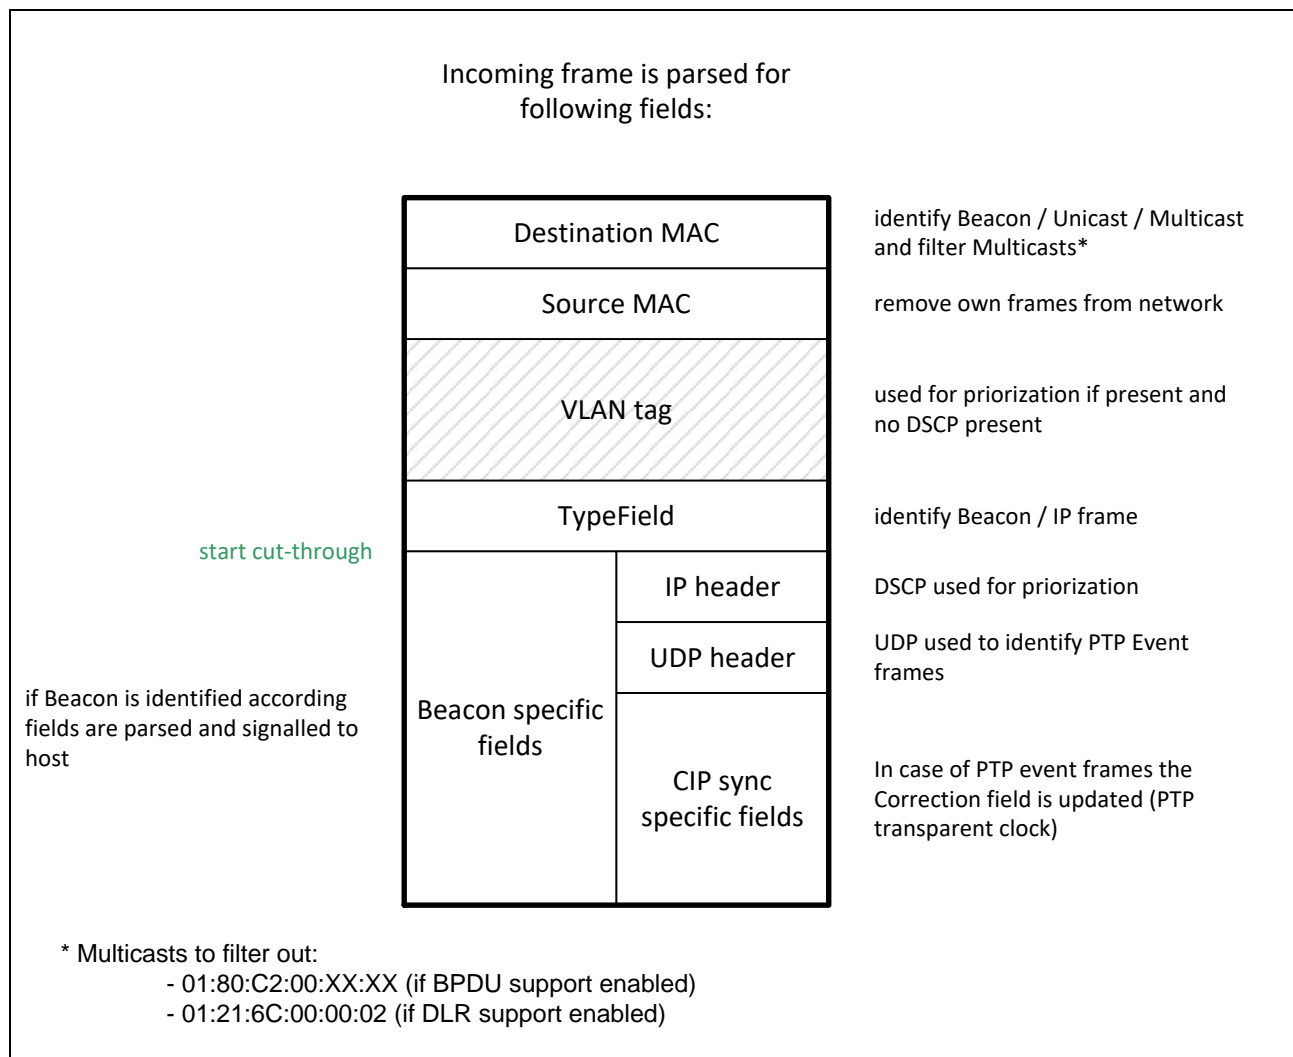 Incoming frame is parsed for
following fields:
Destination MAC
identify Beacon / Unicast / Multicast
and filter Multicasts*
Source MAC
remove own frames from network
VLAN tag
used for priorization if present and
no DSCP present
TypeField
identify Beacon / IP frame
start cut-through
IP header
DSCP used for priorization
UDP header
UDP used to identify PTP Event
frames
if Beacon is identified according
fields are parsed and signalled to
host
Beacon specific
fields
CIP sync
specific fields
In case of PTP event frames the
Correction field is updated (PTP
transparent clock)
* Multicasts to filter out:
- 01:80:C2:00:XX:XX (if BPDU support enabled)
- 01:21:6C:00:00:02 (if DLR support enabled)